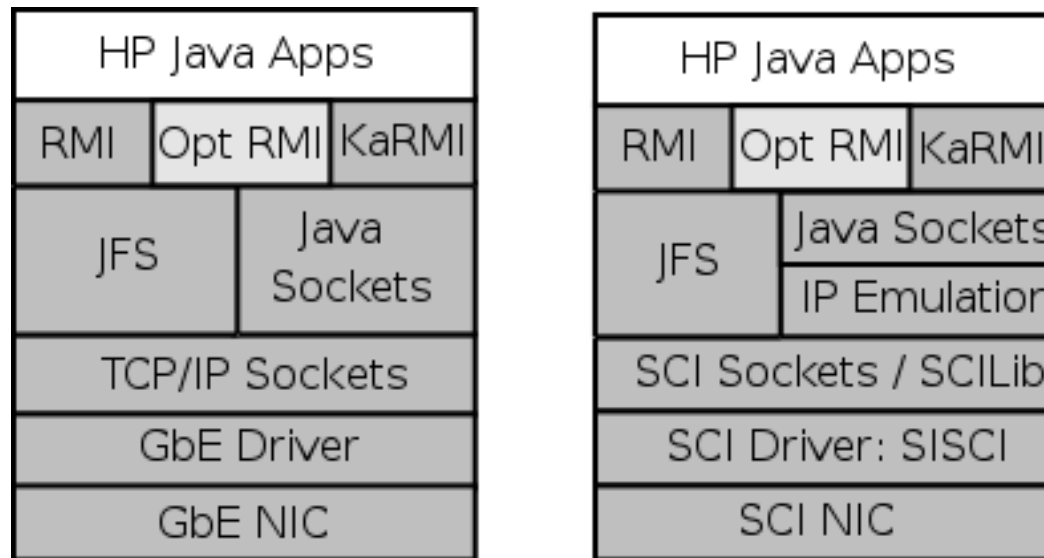 HP Java Apps
RMI
Opt RMI
KaRMI
JFS
Java
Sockets
TCP/IP Sockets
GbE Driver
GbE NIC
HP Java Apps
RMI
Opt RMI
KaRMI
JFS
Java Sockets
IP Emulation
SCI Sockets / SCILib
SCI Driver: SISCI
SCI NIC